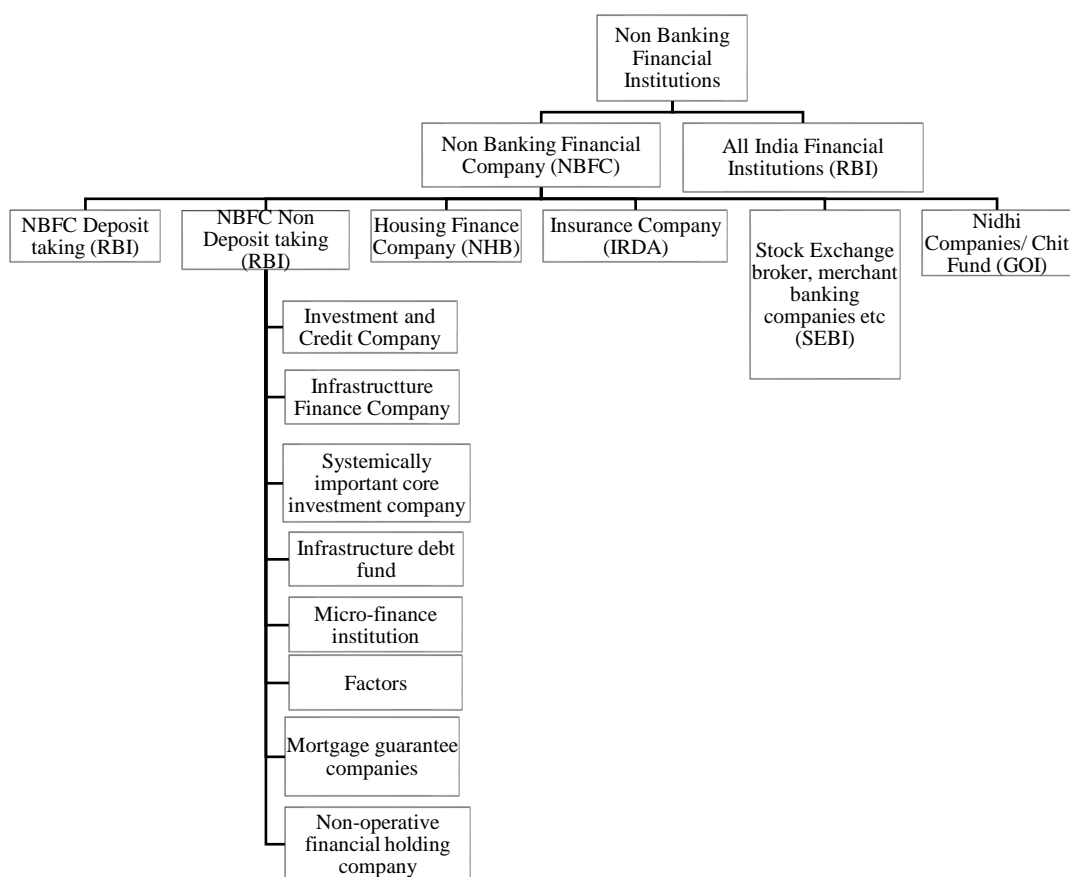 Non Banking
Financial
Institutions
Non Banking Financial
Company (NBFC)
All India Financial
Institutions (RBI)
NBFC Deposit
taking (RBI)
NBFC Non
Deposit taking
(RBI)
Housing Finance
Company (NHB)
Insurance Company
(IRDA)
Stock Exchange
broker, merchant
banking
companies etc
(SEBI)
Nidhi
Companies/ Chit
Fund (GOI)
Investment and
Credit Company
Infrastructture
Finance Company
Systemically
important core
investment company
Infrastructure debt
fund
Micro-finance
institution
Factors
Mortgage guarantee
companies
Non-operative
financial holding
company